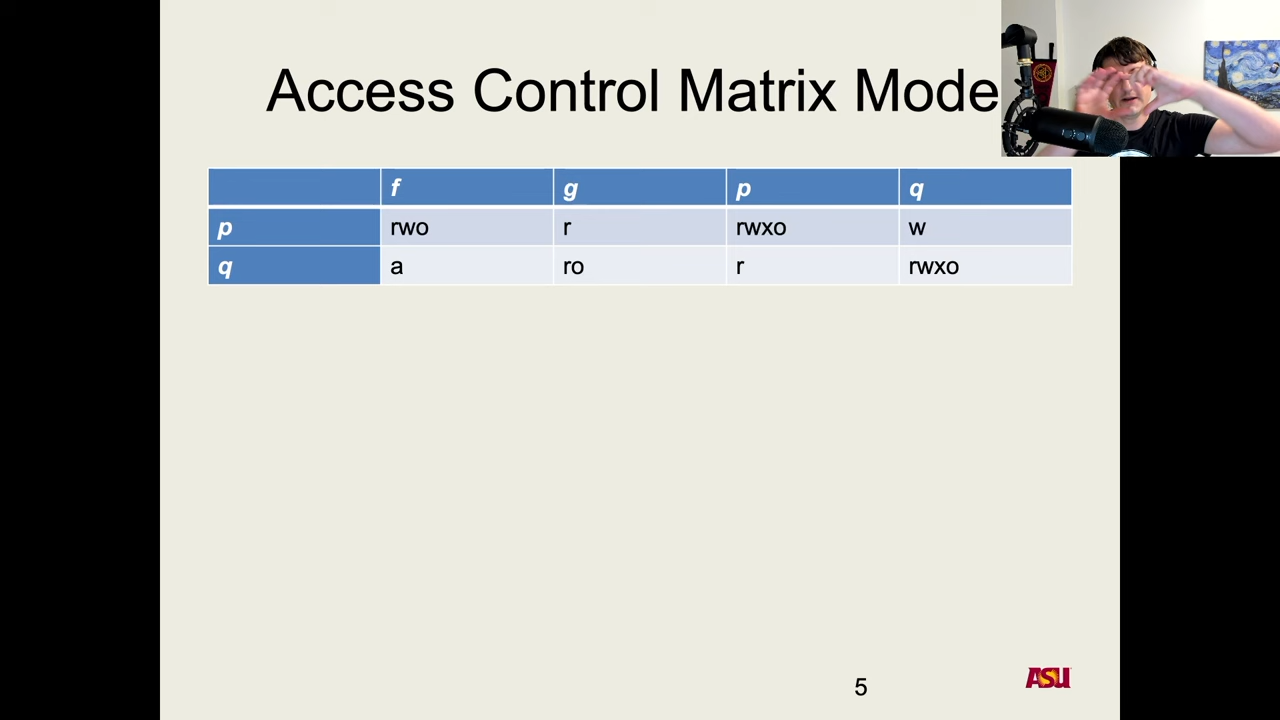 Access Control Matrix Mode
f g p q
p rwo r rwxo w
q a ro r rwxo
5
ASU